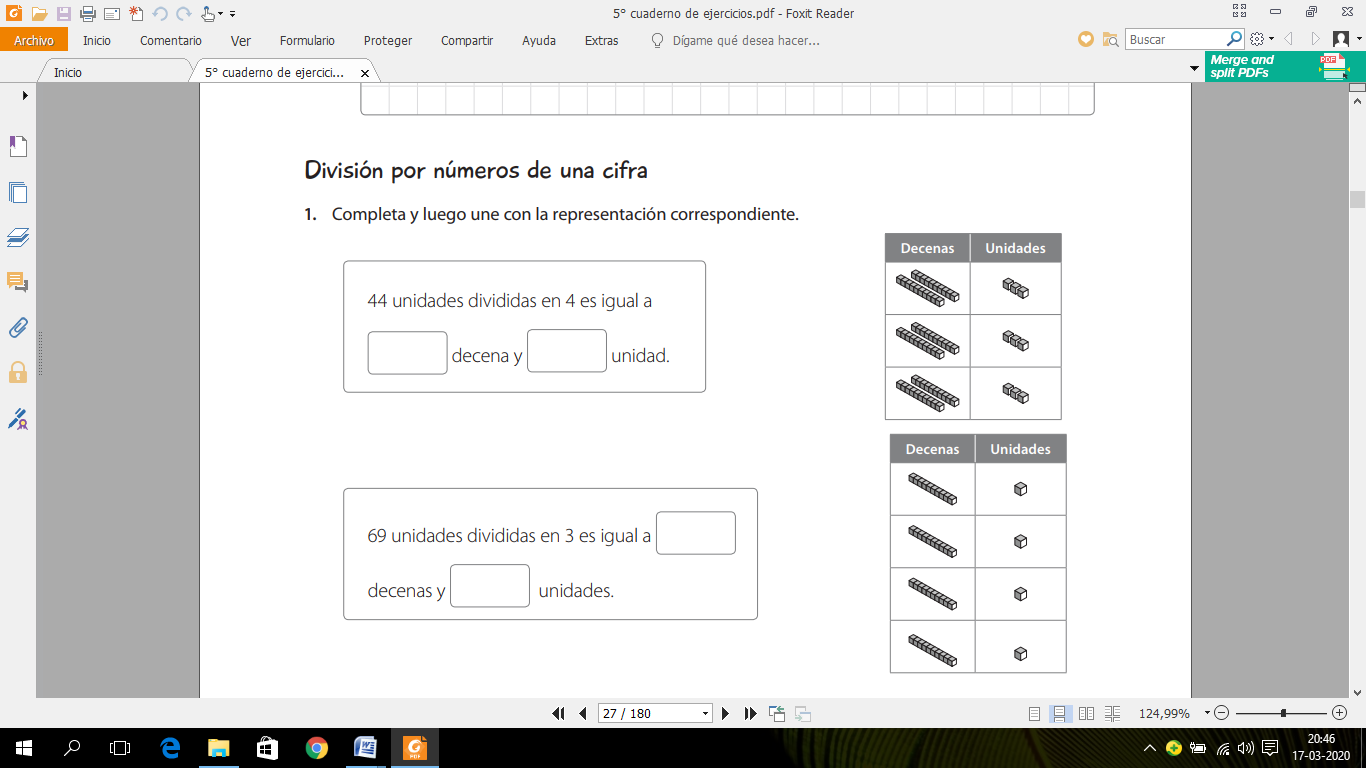 5° cuaderno de ejercicios.pdf - Foxit Reader
Archivo Inicio Comentario Ver Formulario Proteger Compartir Ayuda Extras Dígame qué desea hacer... Buscar
Inicio 5° cuaderno de ejercici... Merge and
split PDFs PDF
División por números de una cifra
1. Completa y luego une con la representación correspondiente.
Decenas Unidades
44 unidades divididas en 4 es igual a
decena y unidad.
Decenas Unidades
69 unidades divididas en 3 es igual a
decenas y unidades.
27 / 180 124,99%
20:46
17-03-2020